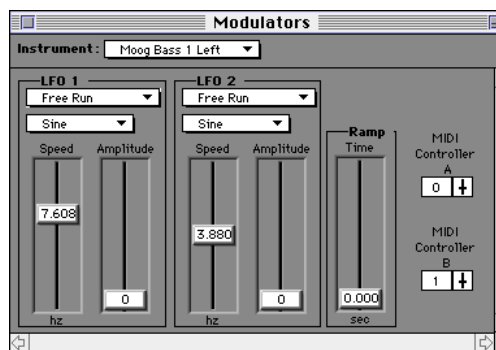 Modulators
Instrument: Moog Bass 1 Left
LFO 1
Free Run
Sine
Speed Amplitude
7.608
0
hz
LFO 2
Free Run
Sine
Speed Amplitude
3.880
0
hz
Ramp
Time
0.000
sec
MIDI
Controller
A
0
MIDI
Controller
B
1